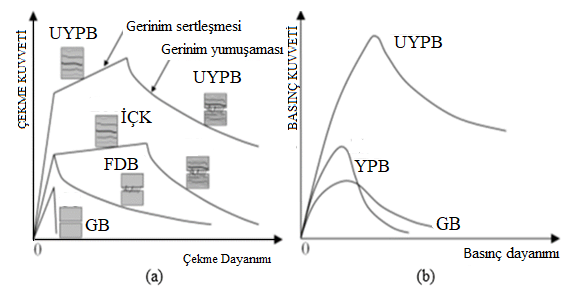 ÇEKME KUVVETİ
UYPB
Gerinim sertleşmesi
Gerinim yumuşaması
UYPB
İÇK
FDB
GB
0
Çekme Dayanımı
(a)
BASINÇ KUVVETİ
UYPB
YPB
GB
0
Basınç dayanımı
(b)